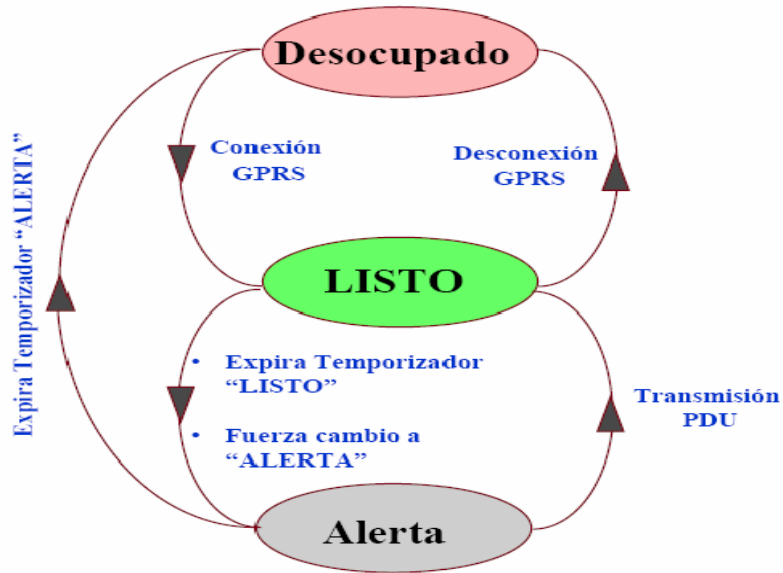 Desocupado
Conexión
GPRS
Desconexión
GPRS
Expira Temporizador “ALERTA”
LISTO
• Expira Temporizador
“LISTO”
• Fuerza cambio a
“ALERTA”
Transmisión
PDU
Alerta